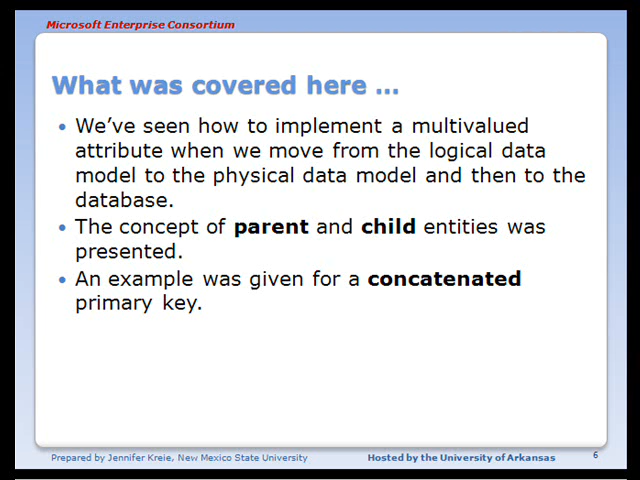 Microsoft Enterprise Consortium
What was covered here ...
• We’ve seen how to implement a multivalued
attribute when we move from the logical data
model to the physical data model and then to the
database.
• The concept of parent and child entities was
presented.
• An example was given for a concatenated
primary key.
Prepared by Jennifer Kreie, New Mexico State University
Hosted by the University of Arkansas
6